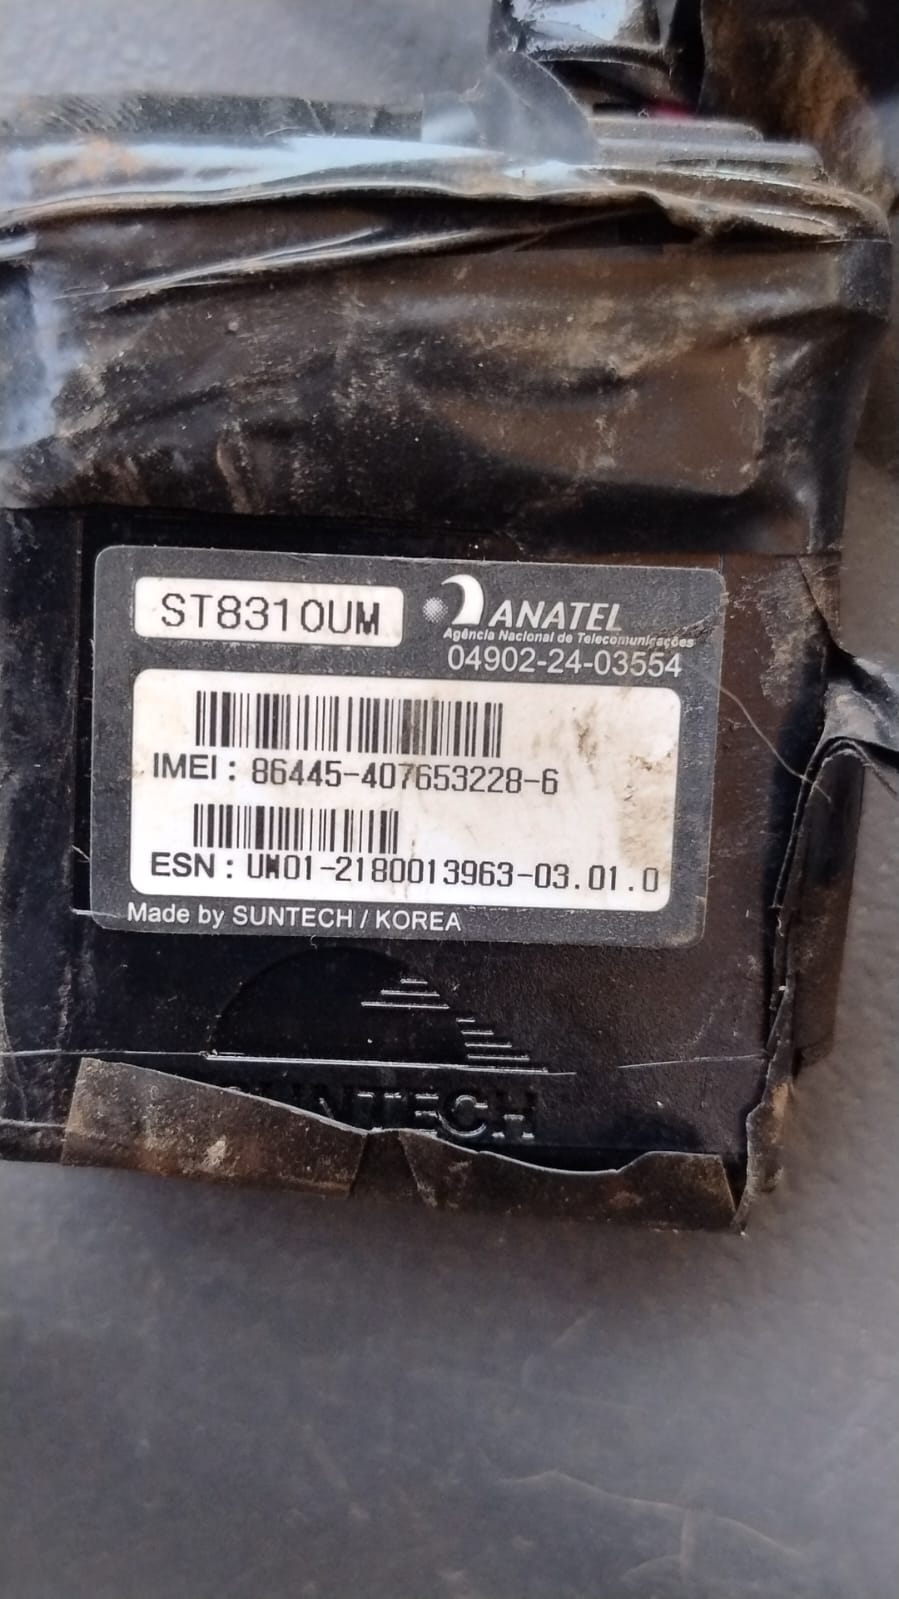 ST8310UM
ANATEL
Agência Nacional de Telecomunicações
04902-24-03554
IMEI : 86445-407653228-6
ESN : UM01-2180013963-03.01.0
Made by SUNTECH / KOREA
SUNTECH